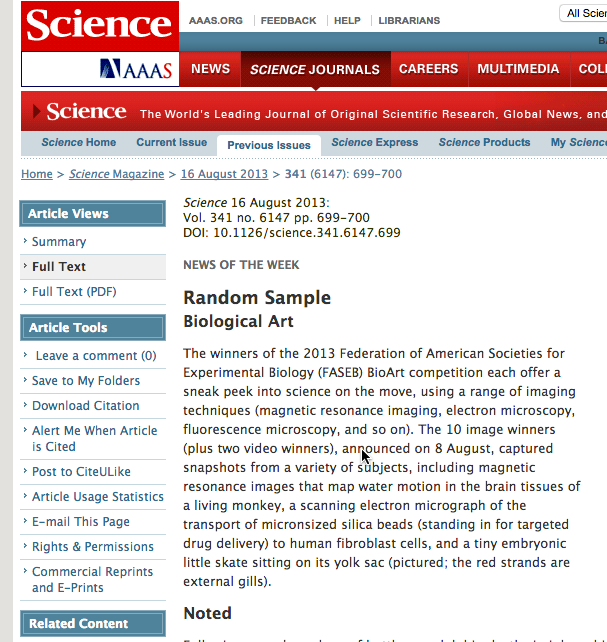 Science
AAAS.ORG FEEDBACK HELP LIBRARIANS
All Scien
AAAS
NEWS SCIENCE JOURNALS CAREERS MULTIMEDIA COL
Science The World's Leading Journal of Original Scientific Research, Global News, and
Science Home Current Issue Previous Issues Science Express Science Products My Science
Home > Science Magazine > 16 August 2013 > 341 (6147): 699-700
Article Views
Summary
Full Text
Full Text (PDF)
Article Tools
Leave a comment (0)
Save to My Folders
Download Citation
Alert Me When Article
is Cited
Post to CiteULike
Article Usage Statistics
E-mail This Page
Rights & Permissions
Commercial Reprints
and E-Prints
Related Content
Science 16 August 2013:
Vol. 341 no. 6147 pp. 699-700
DOI: 10.1126/science.341.6147.699
NEWS OF THE WEEK
Random Sample
Biological Art
The winners of the 2013 Federation of American Societies for
Experimental Biology (FASEB) BioArt competition each offer a
sneak peek into science on the move, using a range of imaging
techniques (magnetic resonance imaging, electron microscopy,
fluorescence microscopy, and so on). The 10 image winners
(plus two video winners), announced on 8 August, captured
snapshots from a variety of subjects, including magnetic
resonance images that map water motion in the brain tissues of
a living monkey, a scanning electron micrograph of the
transport of micronsized silica beads (standing in for targeted
drug delivery) to human fibroblast cells, and a tiny embryonic
little skate sitting on its yolk sac (pictured; the red strands are
external gills).
Noted